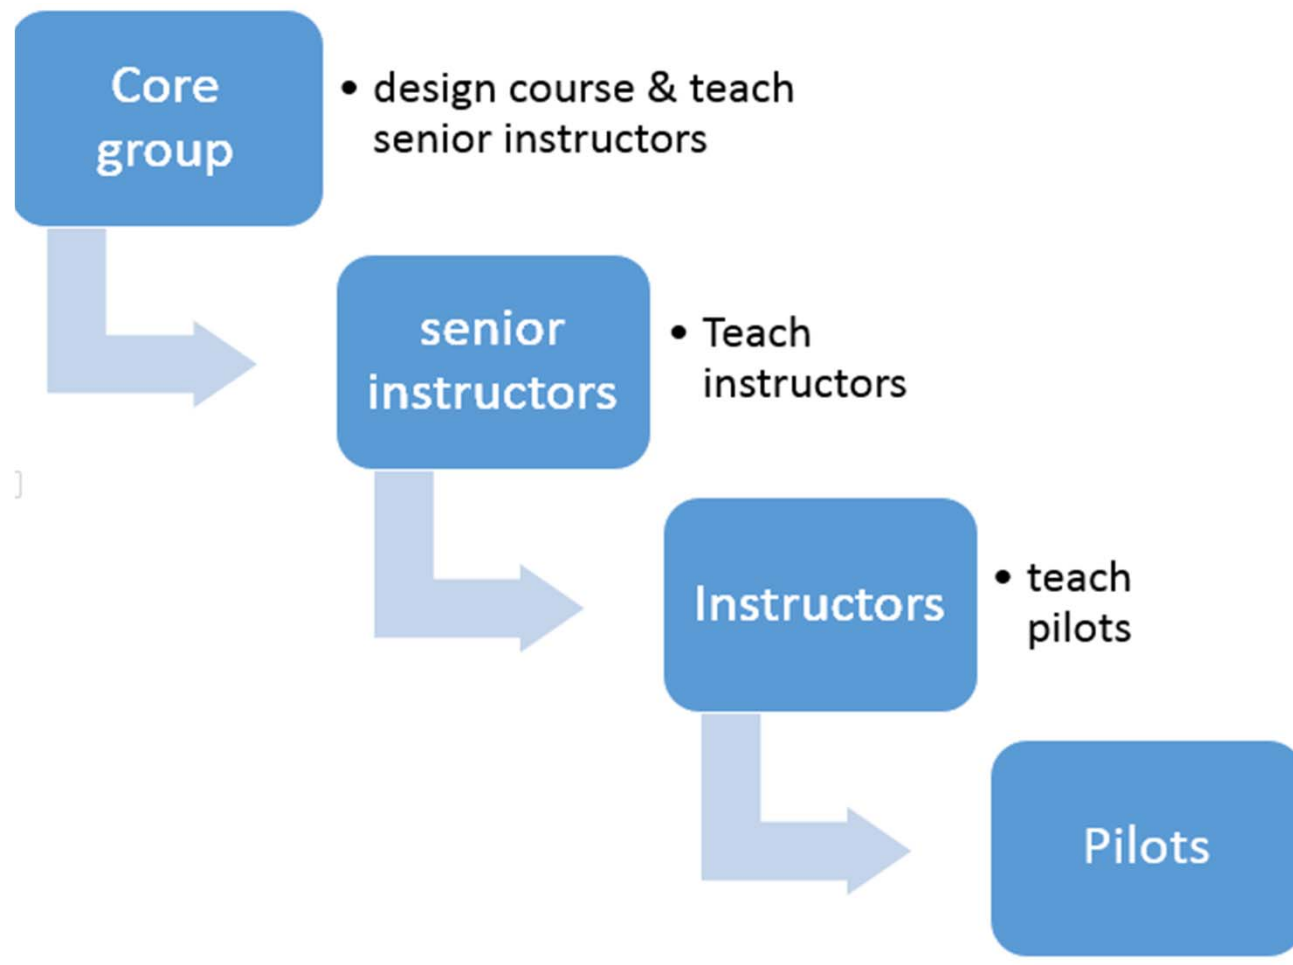 Core
group
• design course & teach
senior instructors
senior
instructors
• Teach
instructors
Instructors
• teach
pilots
Pilots